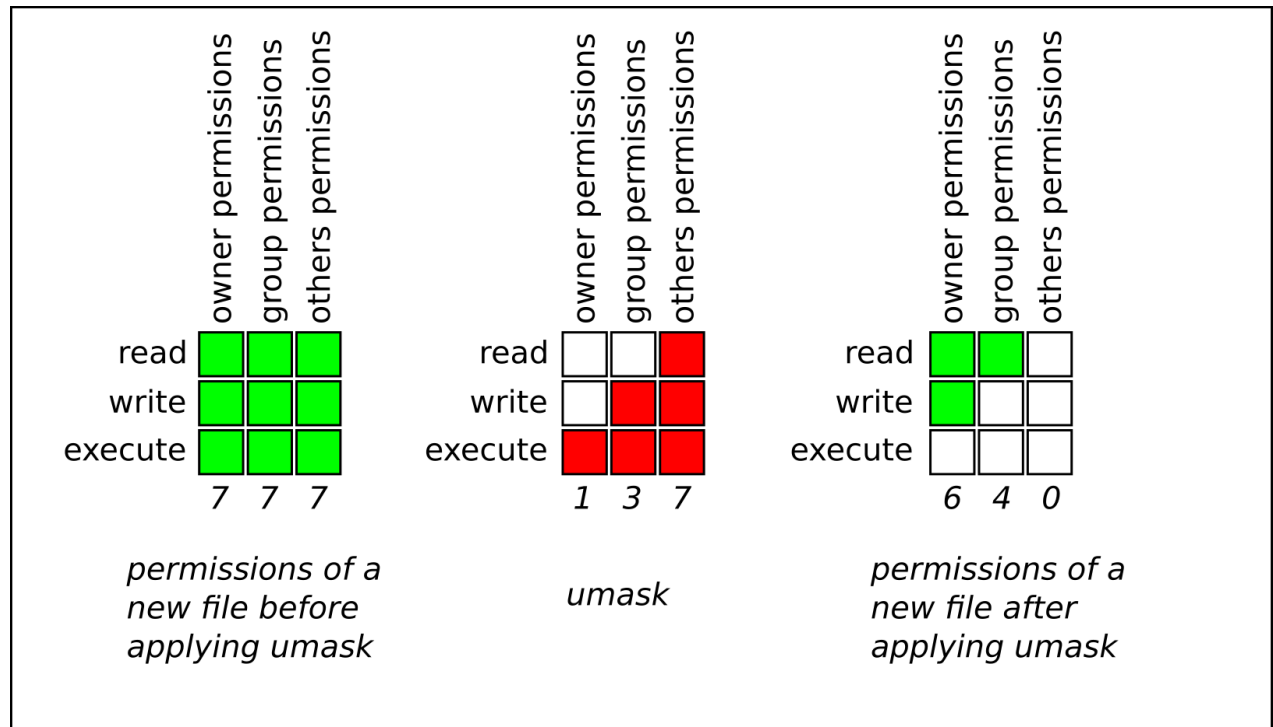 owner permissions
group permissions
others permissions
owner permissions
group permissions
others permissions
owner permissions
group permissions
others permissions
read
write
execute
7 7 7
read
write
execute
1 3 7
read
write
execute
6 4 0
permissions of a
new file before
applying umask
umask
permissions of a
new file after
applying umask